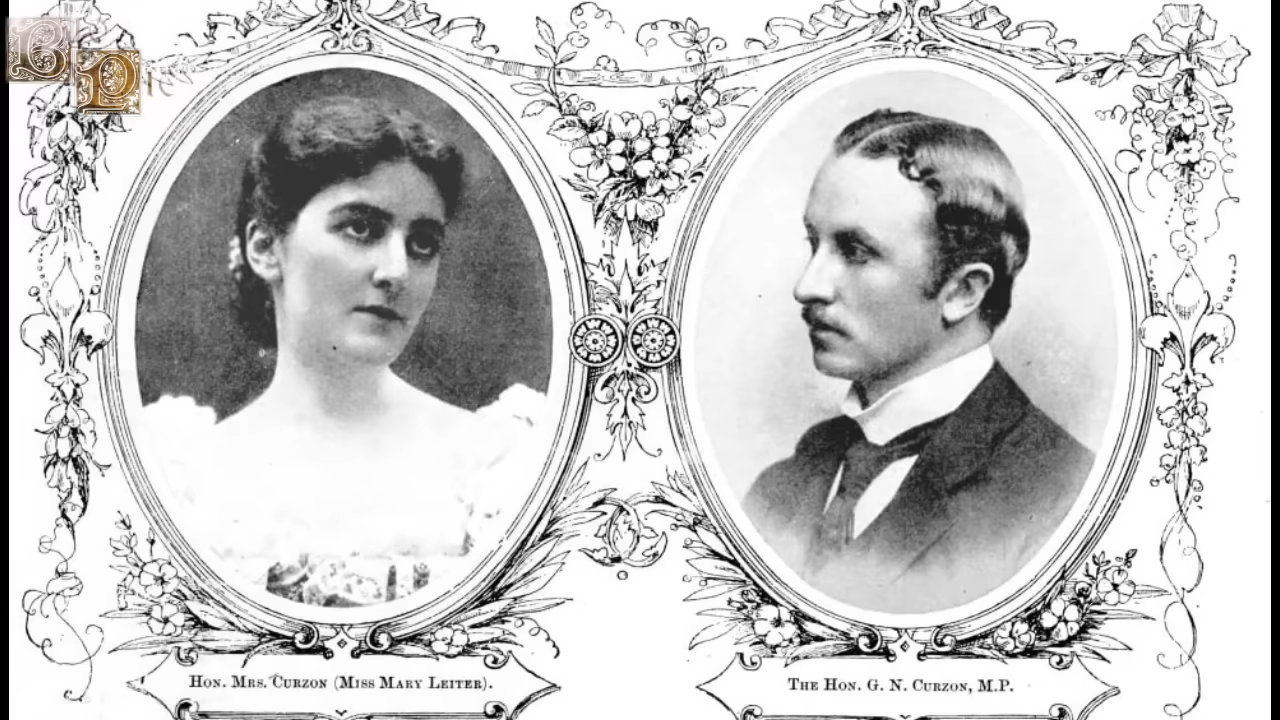 Hon. Mrs. Curzon (Miss Mary Leiter).
The Hon. G. N. Curzon, M.P.